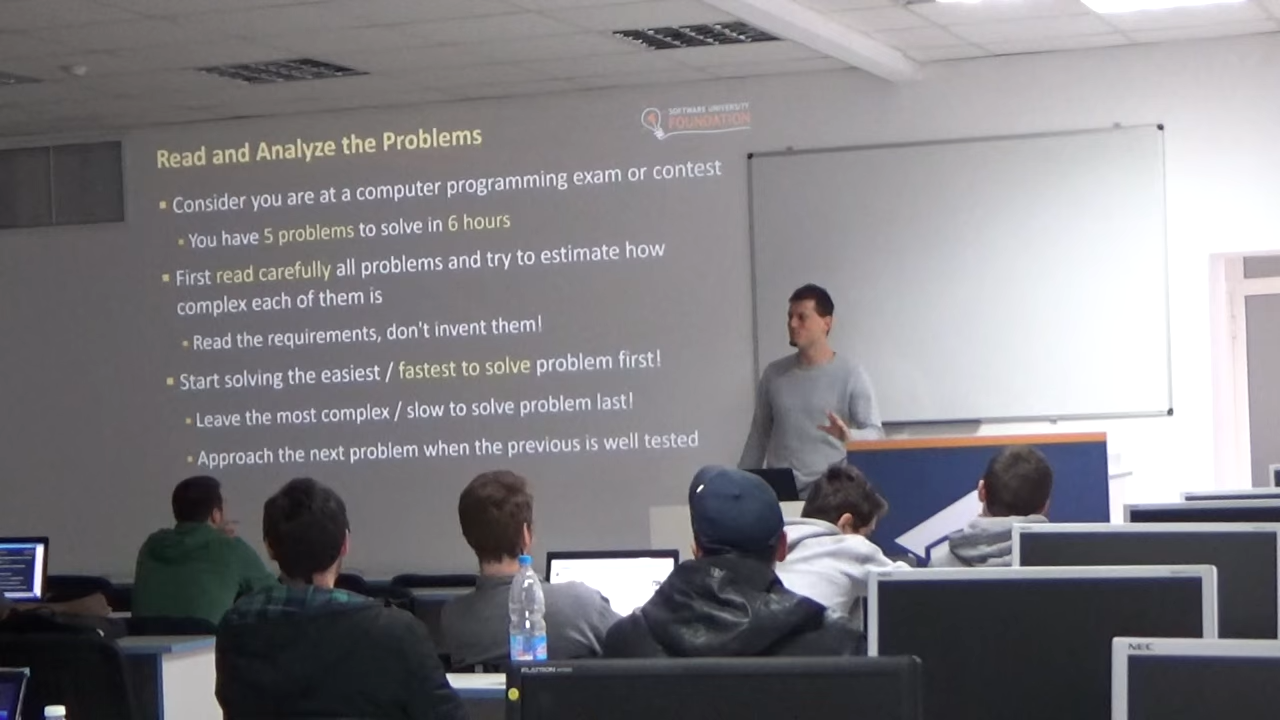 SOFTWARE UNIVERSITY
FOUNDATION
Read and Analyze the Problems
Consider you are at a computer programming exam or contest
You have 5 problems to solve in 6 hours
First read carefully all problems and try to estimate how
complex each of them is
Read the requirements, don't invent them!
Start solving the easiest / fastest to solve problem first!
Leave the most complex / slow to solve problem last!
Approach the next problem when the previous is well tested
FLATRON
NEC